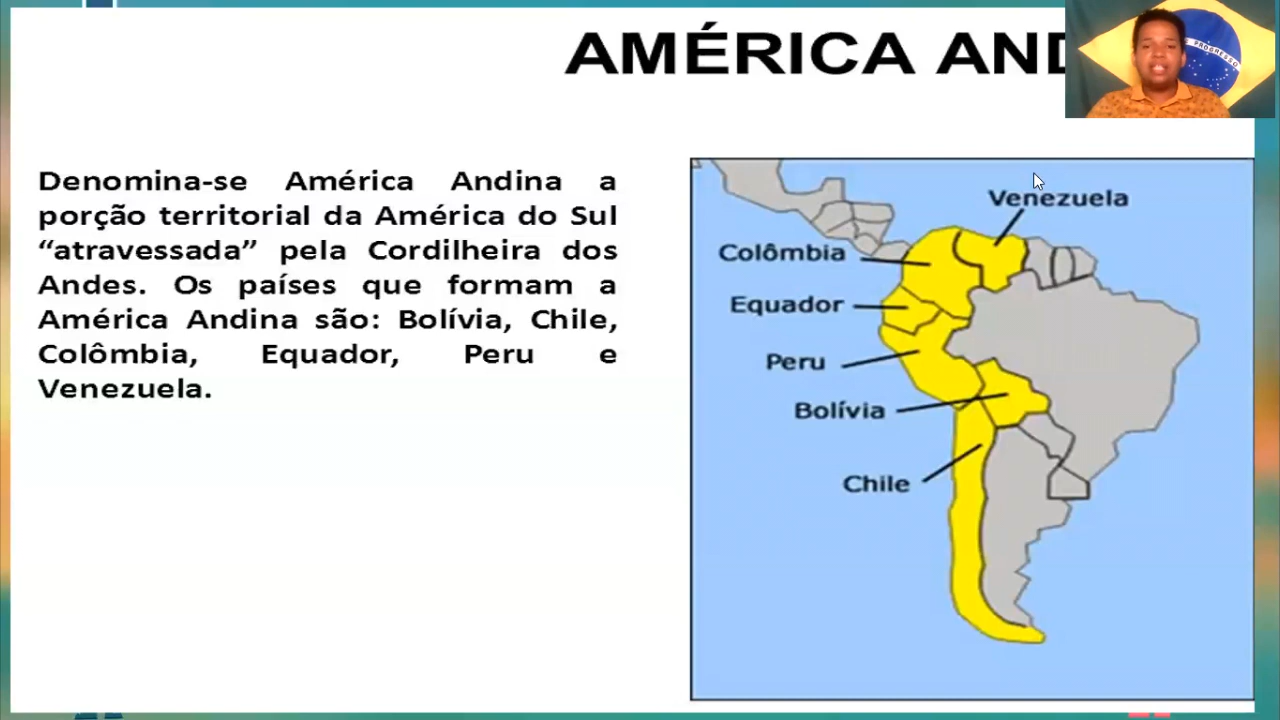 AMÉRICA AND
PROGRESSO
Denomina-se América Andina a
porção territorial da América do Sul
“atravessada” pela Cordilheira dos
Andes. Os países que formam a
América Andina são: Bolívia, Chile,
Colômbia, Equador, Peru e
Venezuela.
Venezuela
Colômbia
Equador
Peru
Bolívia
Chile